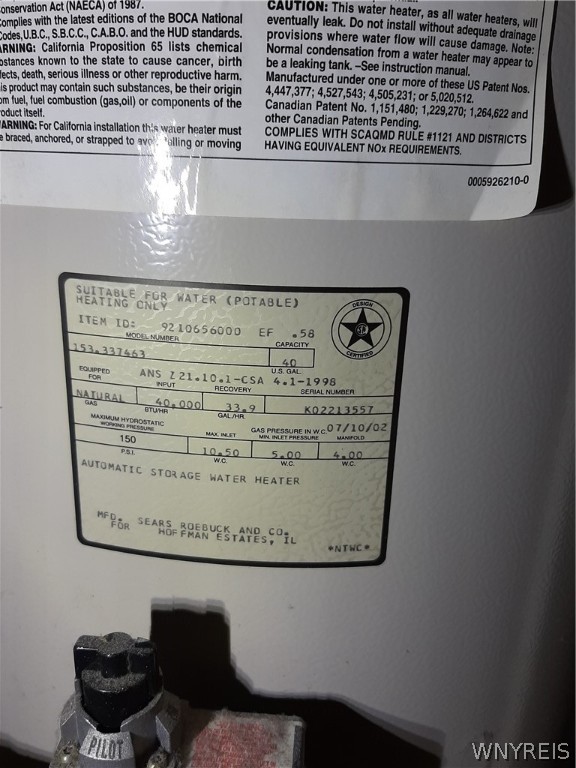 onservation Act (NAECA) of 1987.
Complies with the latest editions of the BOCA National
Codes, U.B.C., S.B.C.C., C.A.B.O. and the HUD standards.
ARNING: California Proposition 65 lists chemical
bstances known to the state to cause cancer, birth
fects, death, serious illness or other reproductive harm.
is product may contain such substances, be their origin
om fuel, fuel combustion (gas,oil) or components of the
roduct itself.
ARNING: For California installation this water heater must
e braced, anchored, or strapped to avoid falling or moving
CAUTION: This water heater, as all water heaters, will
eventually leak. Do not install without adequate drainage
provisions where water flow will cause damage. Note:
Normal condensation from a water heater may appear to
be a leaking tank. –See instruction manual.
Manufactured under one or more of these US Patent Nos.
4,447,377; 4,527,543; 4,505,231; or 5,020,512.
Canadian Patent No. 1,151,480; 1,229,270; 1,264,622 and
other Canadian Patents Pending.
COMPLIES WITH SCAQMD RULE #1121 AND DISTRICTS
HAVING EQUIVALENT NOx REQUIREMENTS.
0005926210-0
SUITABLE FOR WATER (POTABLE)
HEATING ONLY
ITEM ID: 9210656000 EF .58
DESIGN
CERTIFIED
MODEL NUMBER CAPACITY
153.337463 40
U.S. GAL.
EQUIPPED FOR ANS Z21.10.1-CSA 4.1-1998
INPUT RECOVERY SERIAL NUMBER
NATURAL 40,000 33.9 K02213557
GAS BTU/HR GAL/HR
MAXIMUM HYDROSTATIC WORKING PRESSURE
GAS PRESSURE IN W.C. 07/10/02
MAX. INLET MIN. INLET PRESSURE MANIFOLD
150 10.50 5.00 4.00
P.S.I. W.C. W.C. W.C.
AUTOMATIC STORAGE WATER HEATER
MFD. FOR SEARS ROEBUCK AND CO.
HOFFMAN ESTATES, IL
*NTWC*
PILOT
WNYREIS